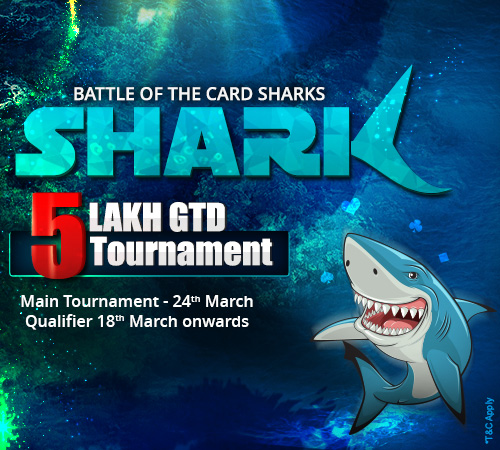 BATTLE OF THE CARD SHARKS
SHARK
5 LAKH GTD
Tournament
Main Tournament - 24th March
Qualifier 18th March onwards
*T&C Apply